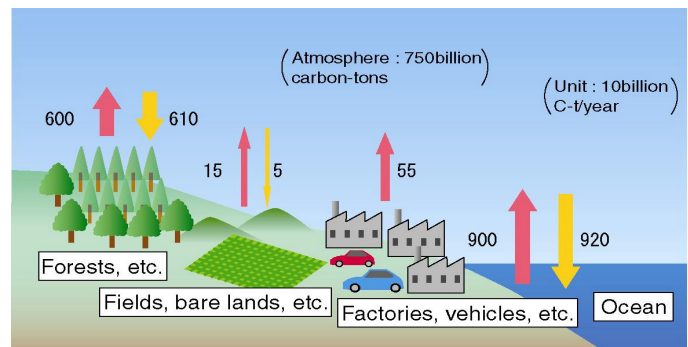 (Atmosphere : 750billion
carbon-tons)
(Unit : 10billion
C-t/year)
600
610
15
5
55
900
920
Forests, etc.
Fields, bare lands, etc.
Factories, vehicles, etc.
Ocean